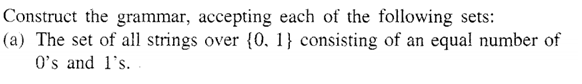 Construct the grammar, accepting each of the following sets:
(a) The set of all strings over {0, 1} consisting of an equal number of
0's and 1's.